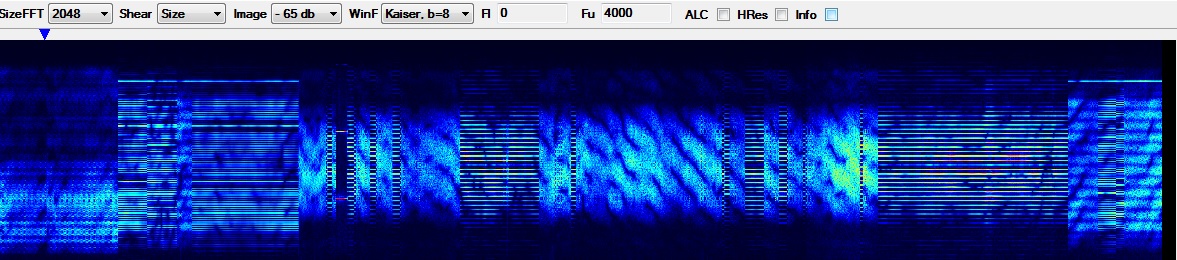 SizeFFT 2048 Shear Size Image - 65 db WinF Kaiser, b=8 Fl 0 Fu 4000 ALC HRes Info